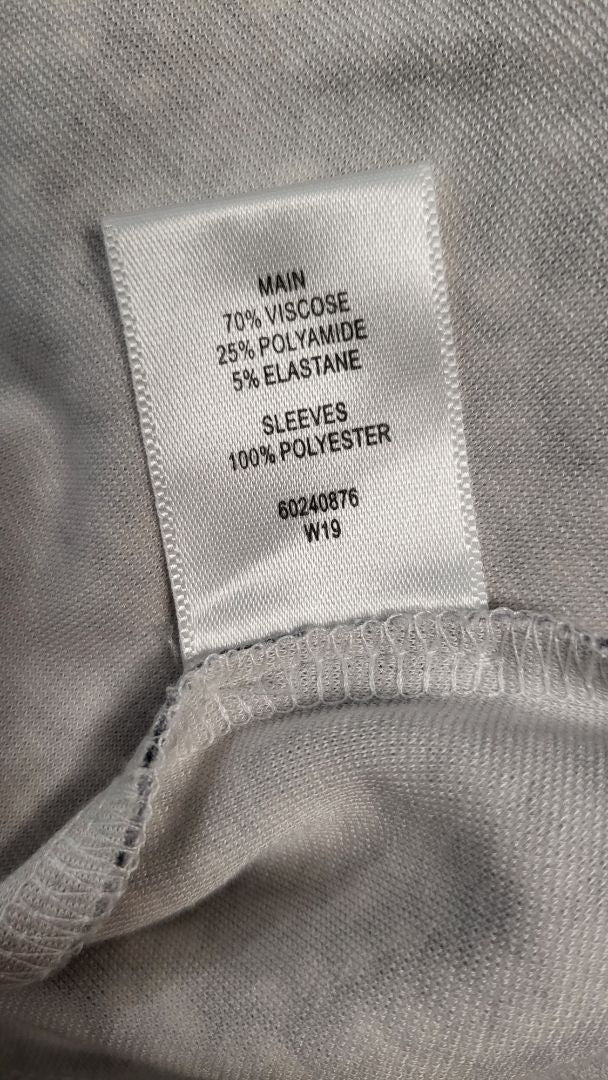 MAIN
70% VISCOSE
25% POLYAMIDE
5% ELASTANE
SLEEVES
100% POLYESTER
60240876
W19